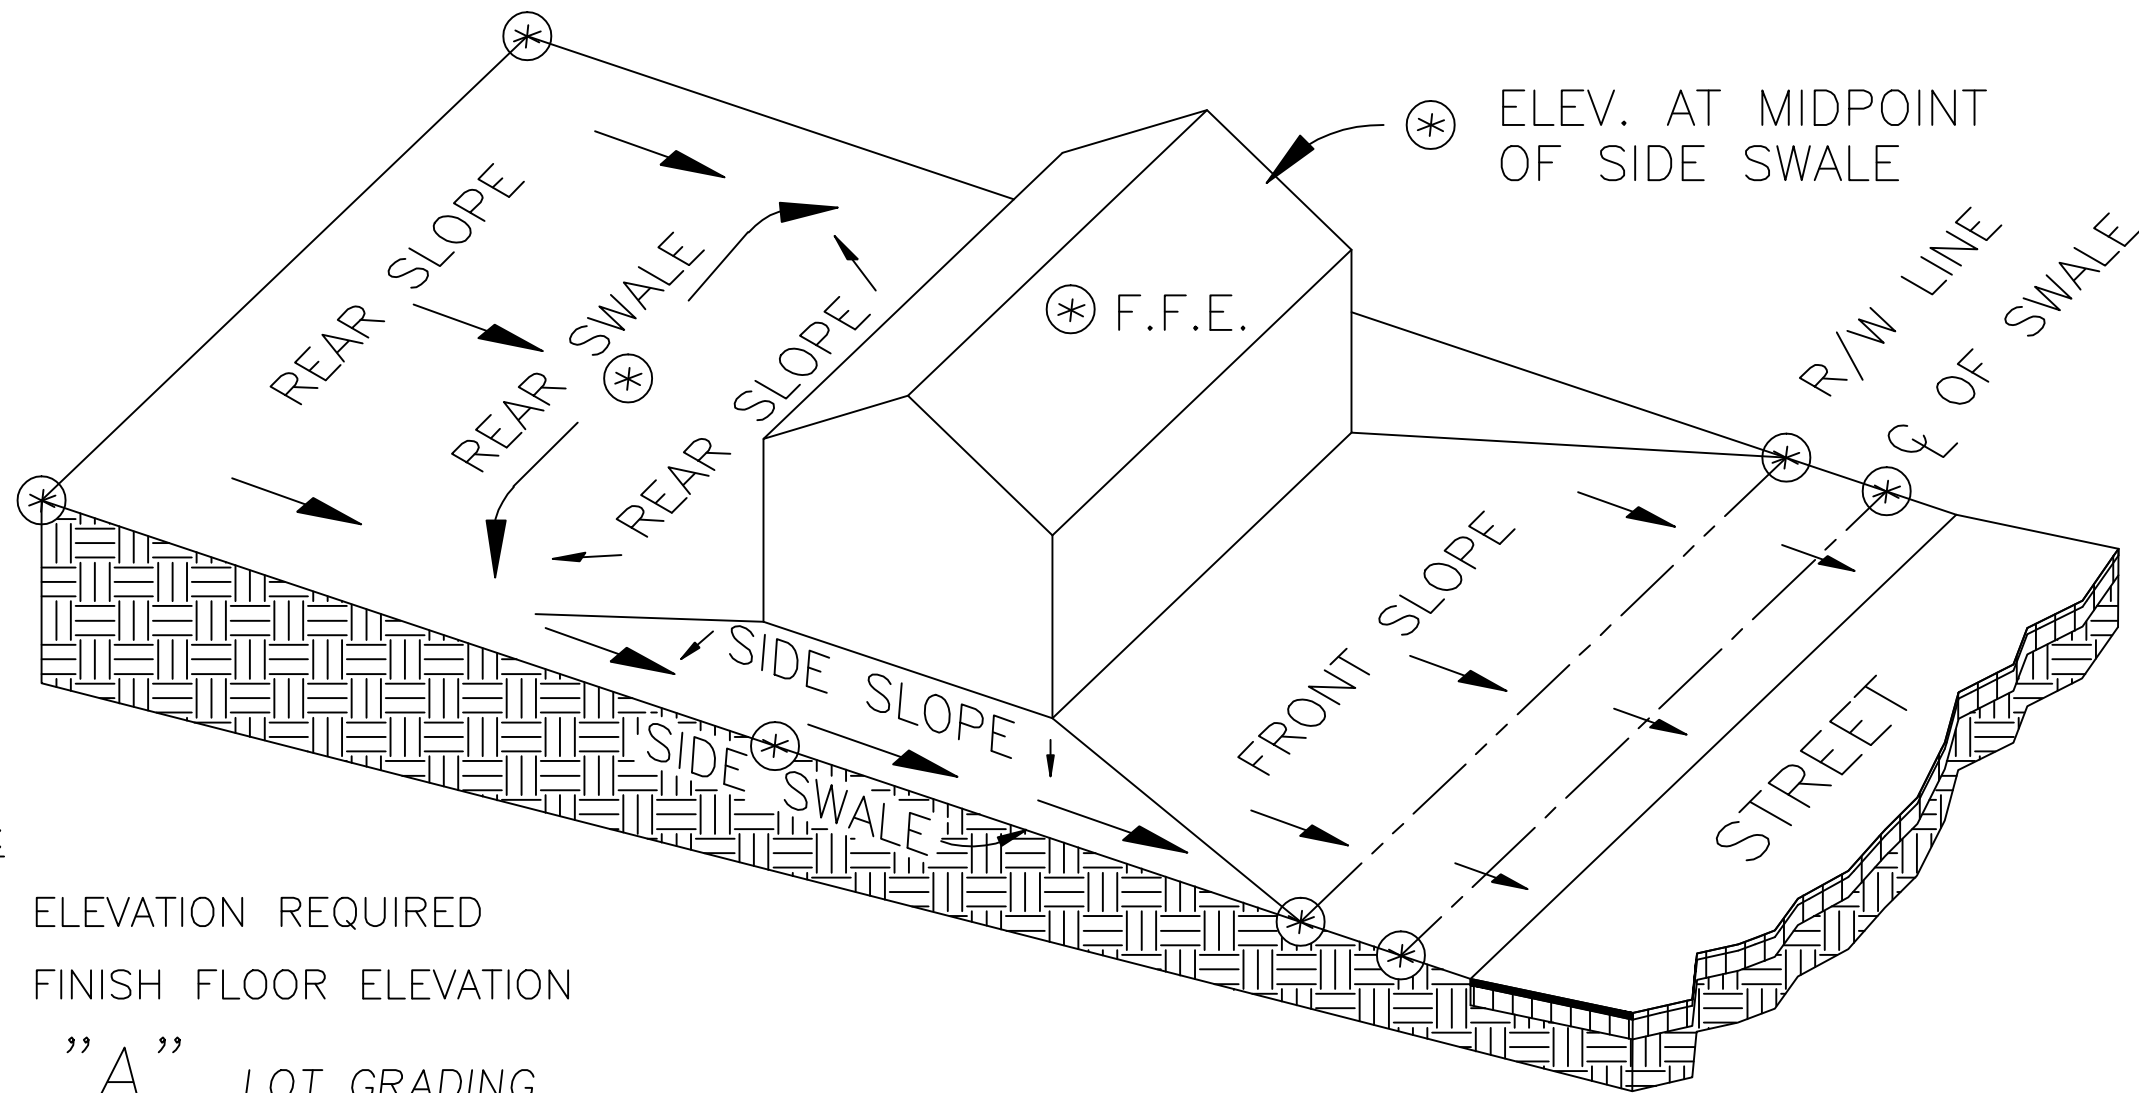 ELEV. AT MIDPOINT
OF SIDE SWALE
REAR SLOPE
REAR SWALE
REAR SLOPE
F.F.E.
R/W LINE
℄ OF SWALE
SIDE SLOPE
SIDE SWALE
FRONT SLOPE
STREET
ELEVATION REQUIRED
FINISH FLOOR ELEVATION
"A" LOT GRADING